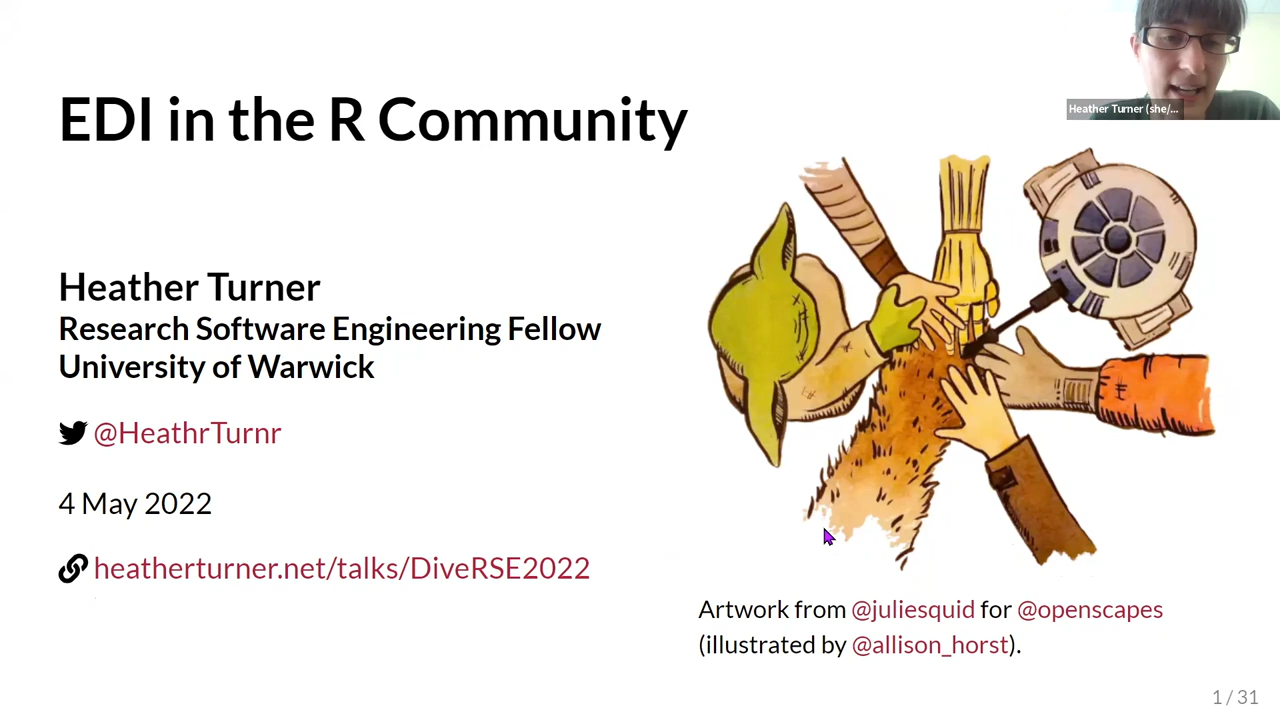 EDI in the R Community
Heather Turner (she/...
Heather Turner
Research Software Engineering Fellow
University of Warwick
@HeathrTurnr
4 May 2022
heatherturner.net/talks/DiveRSE2022
Artwork from @juliesquid for @openscapes
(illustrated by @allison_horst).
1 / 31